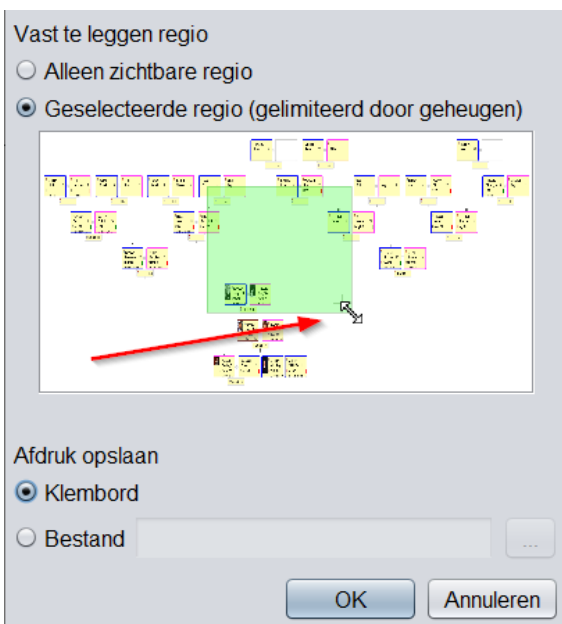 Vast te leggen regio
Alleen zichtbare regio
Geselecteerde regio (gelimiteerd door geheugen)
Afdruk opslaan
Klembord
Bestand
...
OK
Annuleren